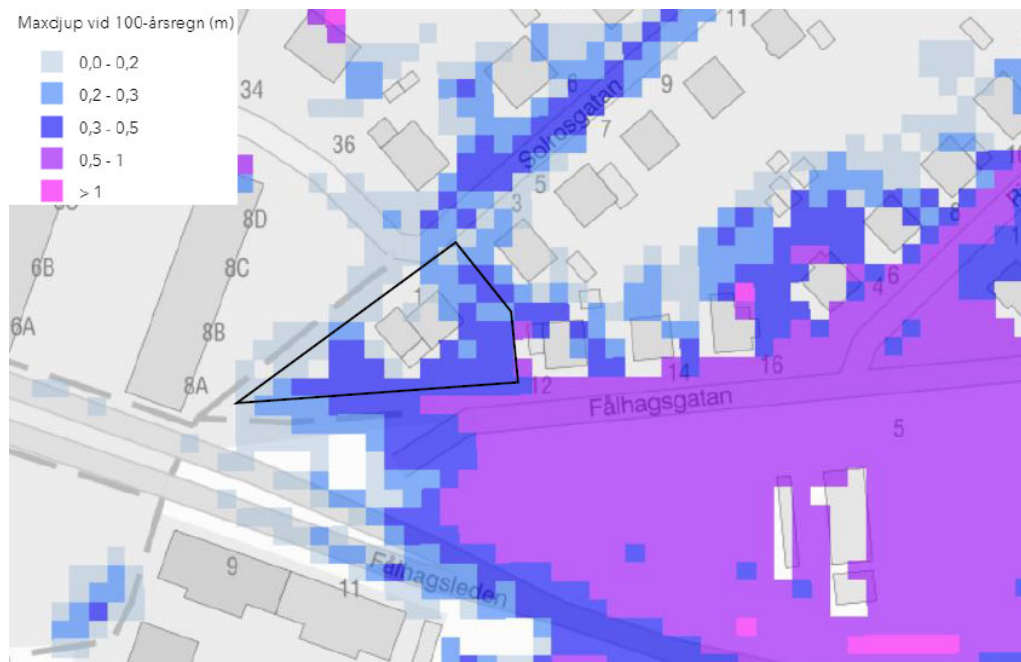 Maxdjup vid 100-årsregn (m)
0,0 - 0,2
0,2 - 0,3
0,3 - 0,5
0,5 - 1
> 1
11
34
6
9
Solrosgatan
7
36
5
3
8D
8
6B
8C
4
6
1
6A
8B
8A
12
14
16
Fålhagsgatan
5
9
11
Fålhagsleden